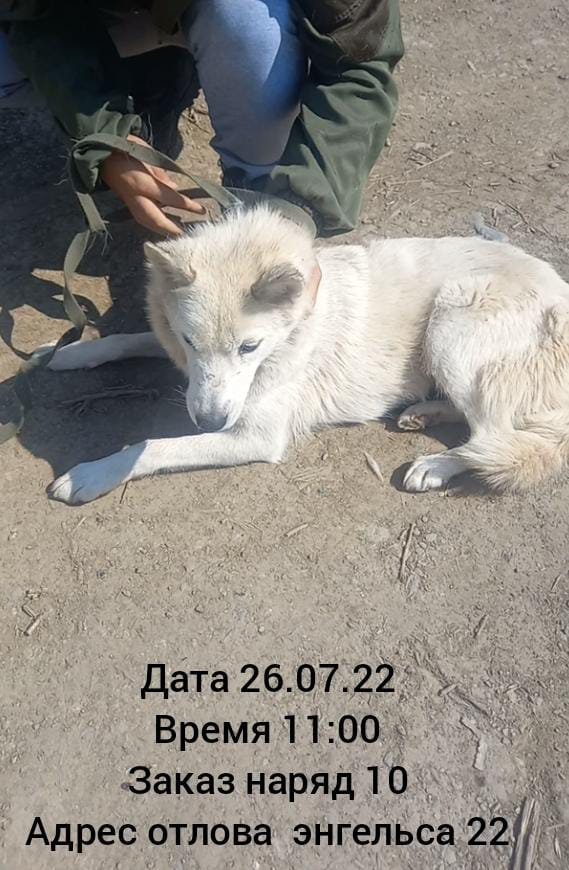 Дата 26.07.22
Время 11:00
Заказ наряд 10
Адрес отлова энгельса 22